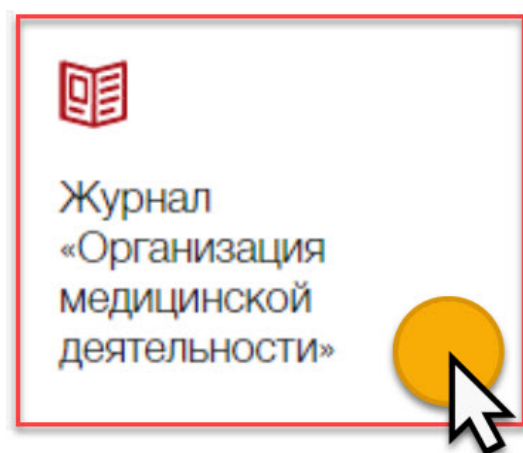 Журнал
«Организация
медицинской
деятельности»